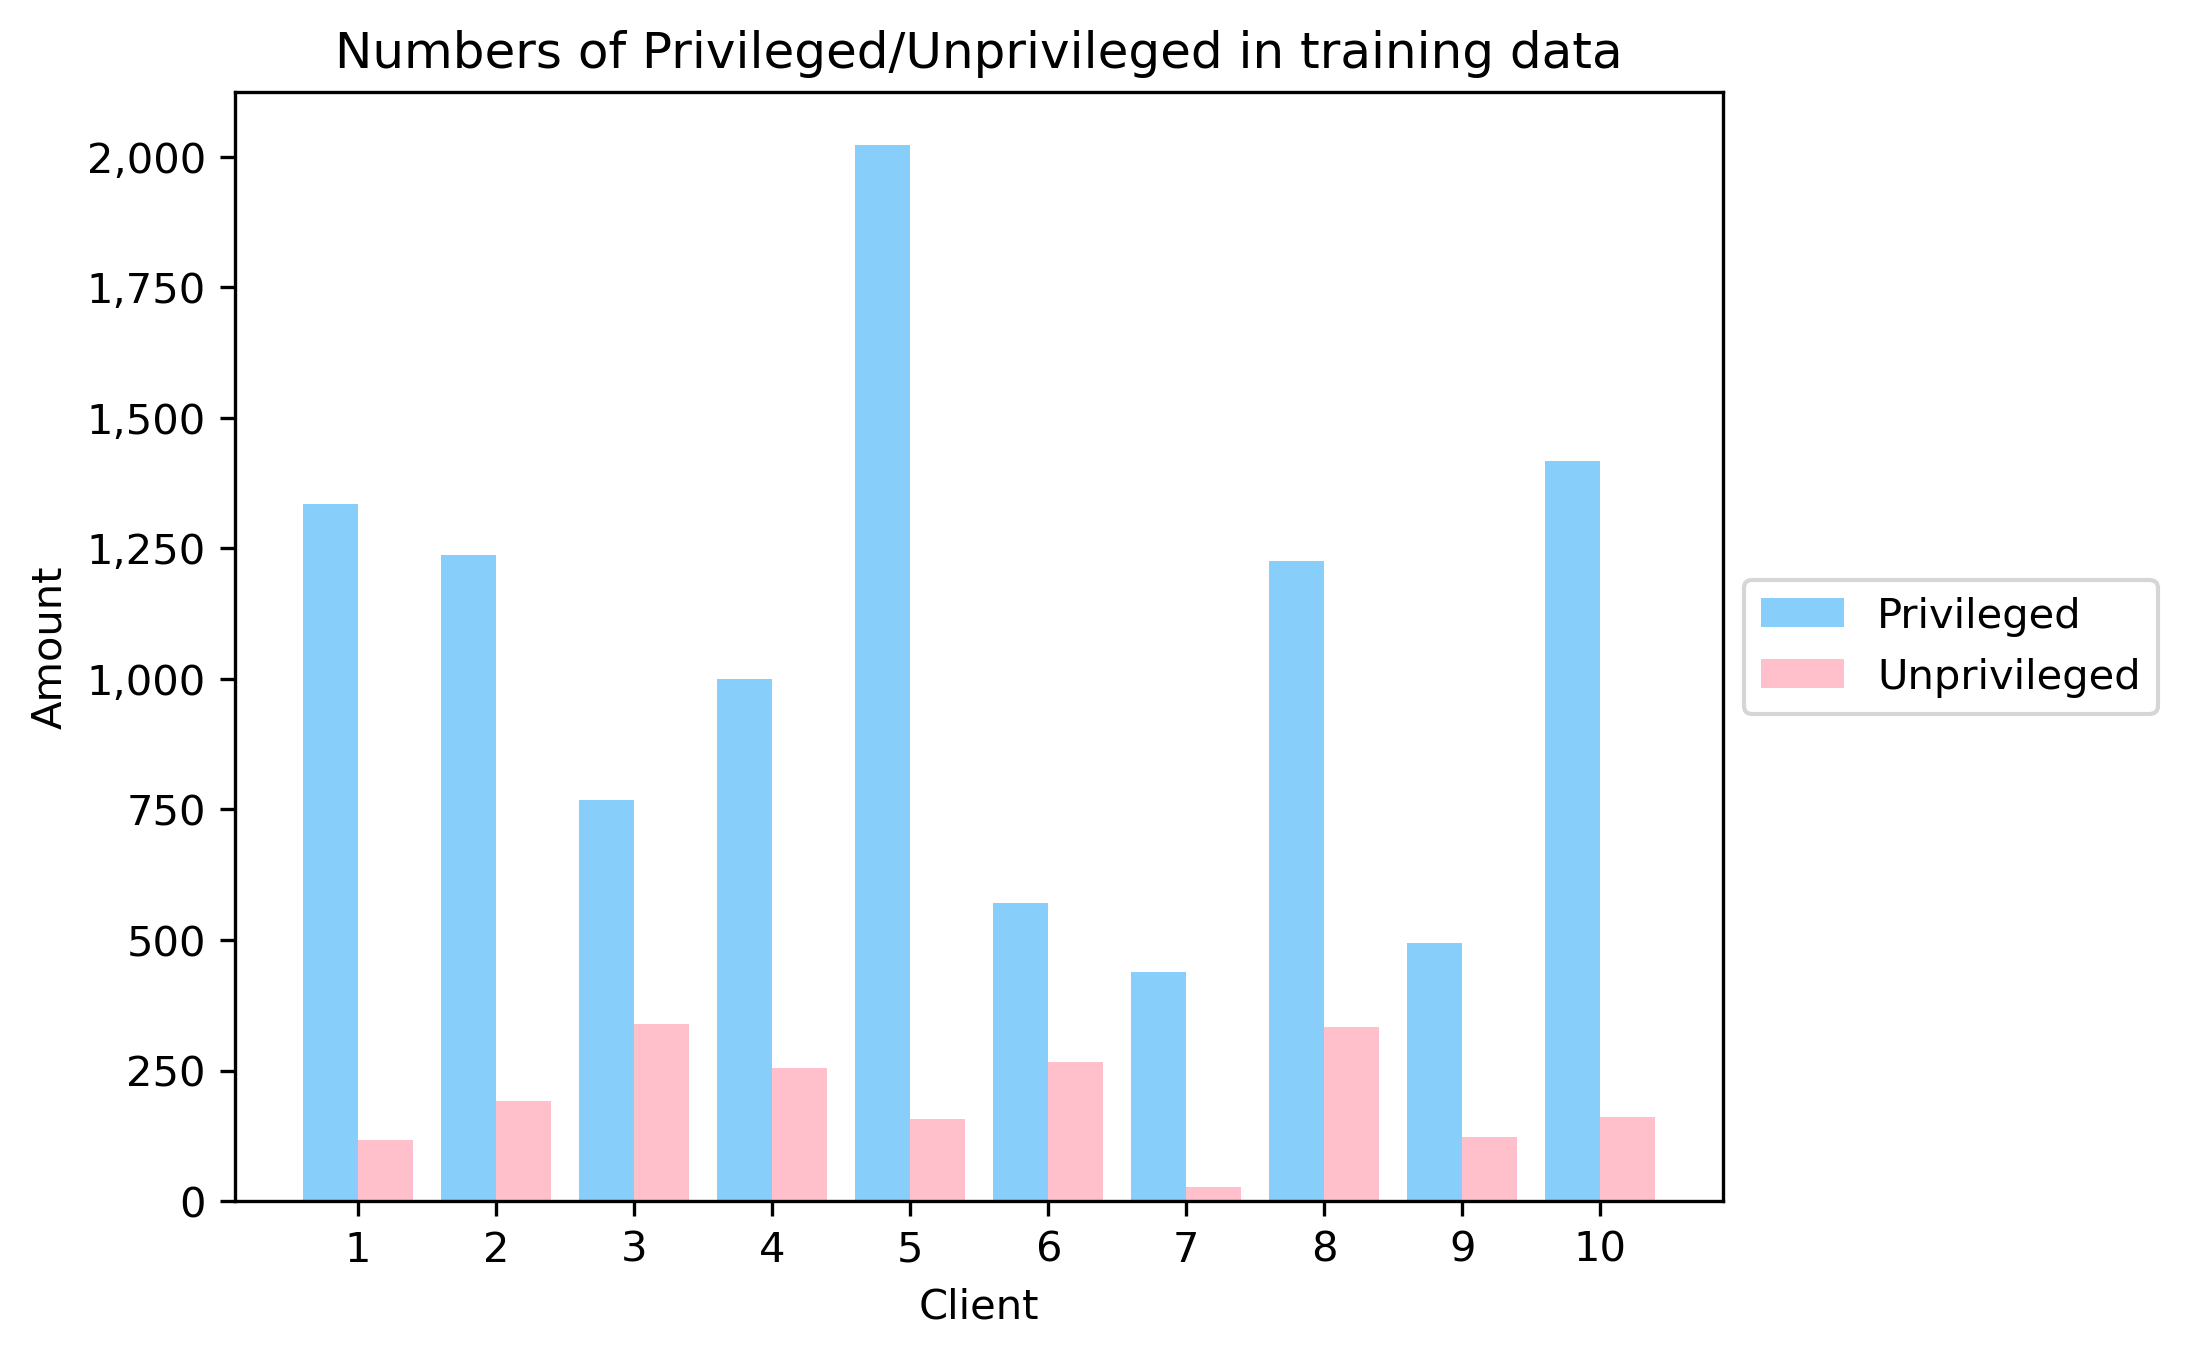 Numbers of Privileged/Unprivileged in training data
2,000
1,750
1,500
1,250
1,000
750
500
250
0
Amount
1 2 3 4 5 6 7 8 9 10
Client
Privileged
Unprivileged